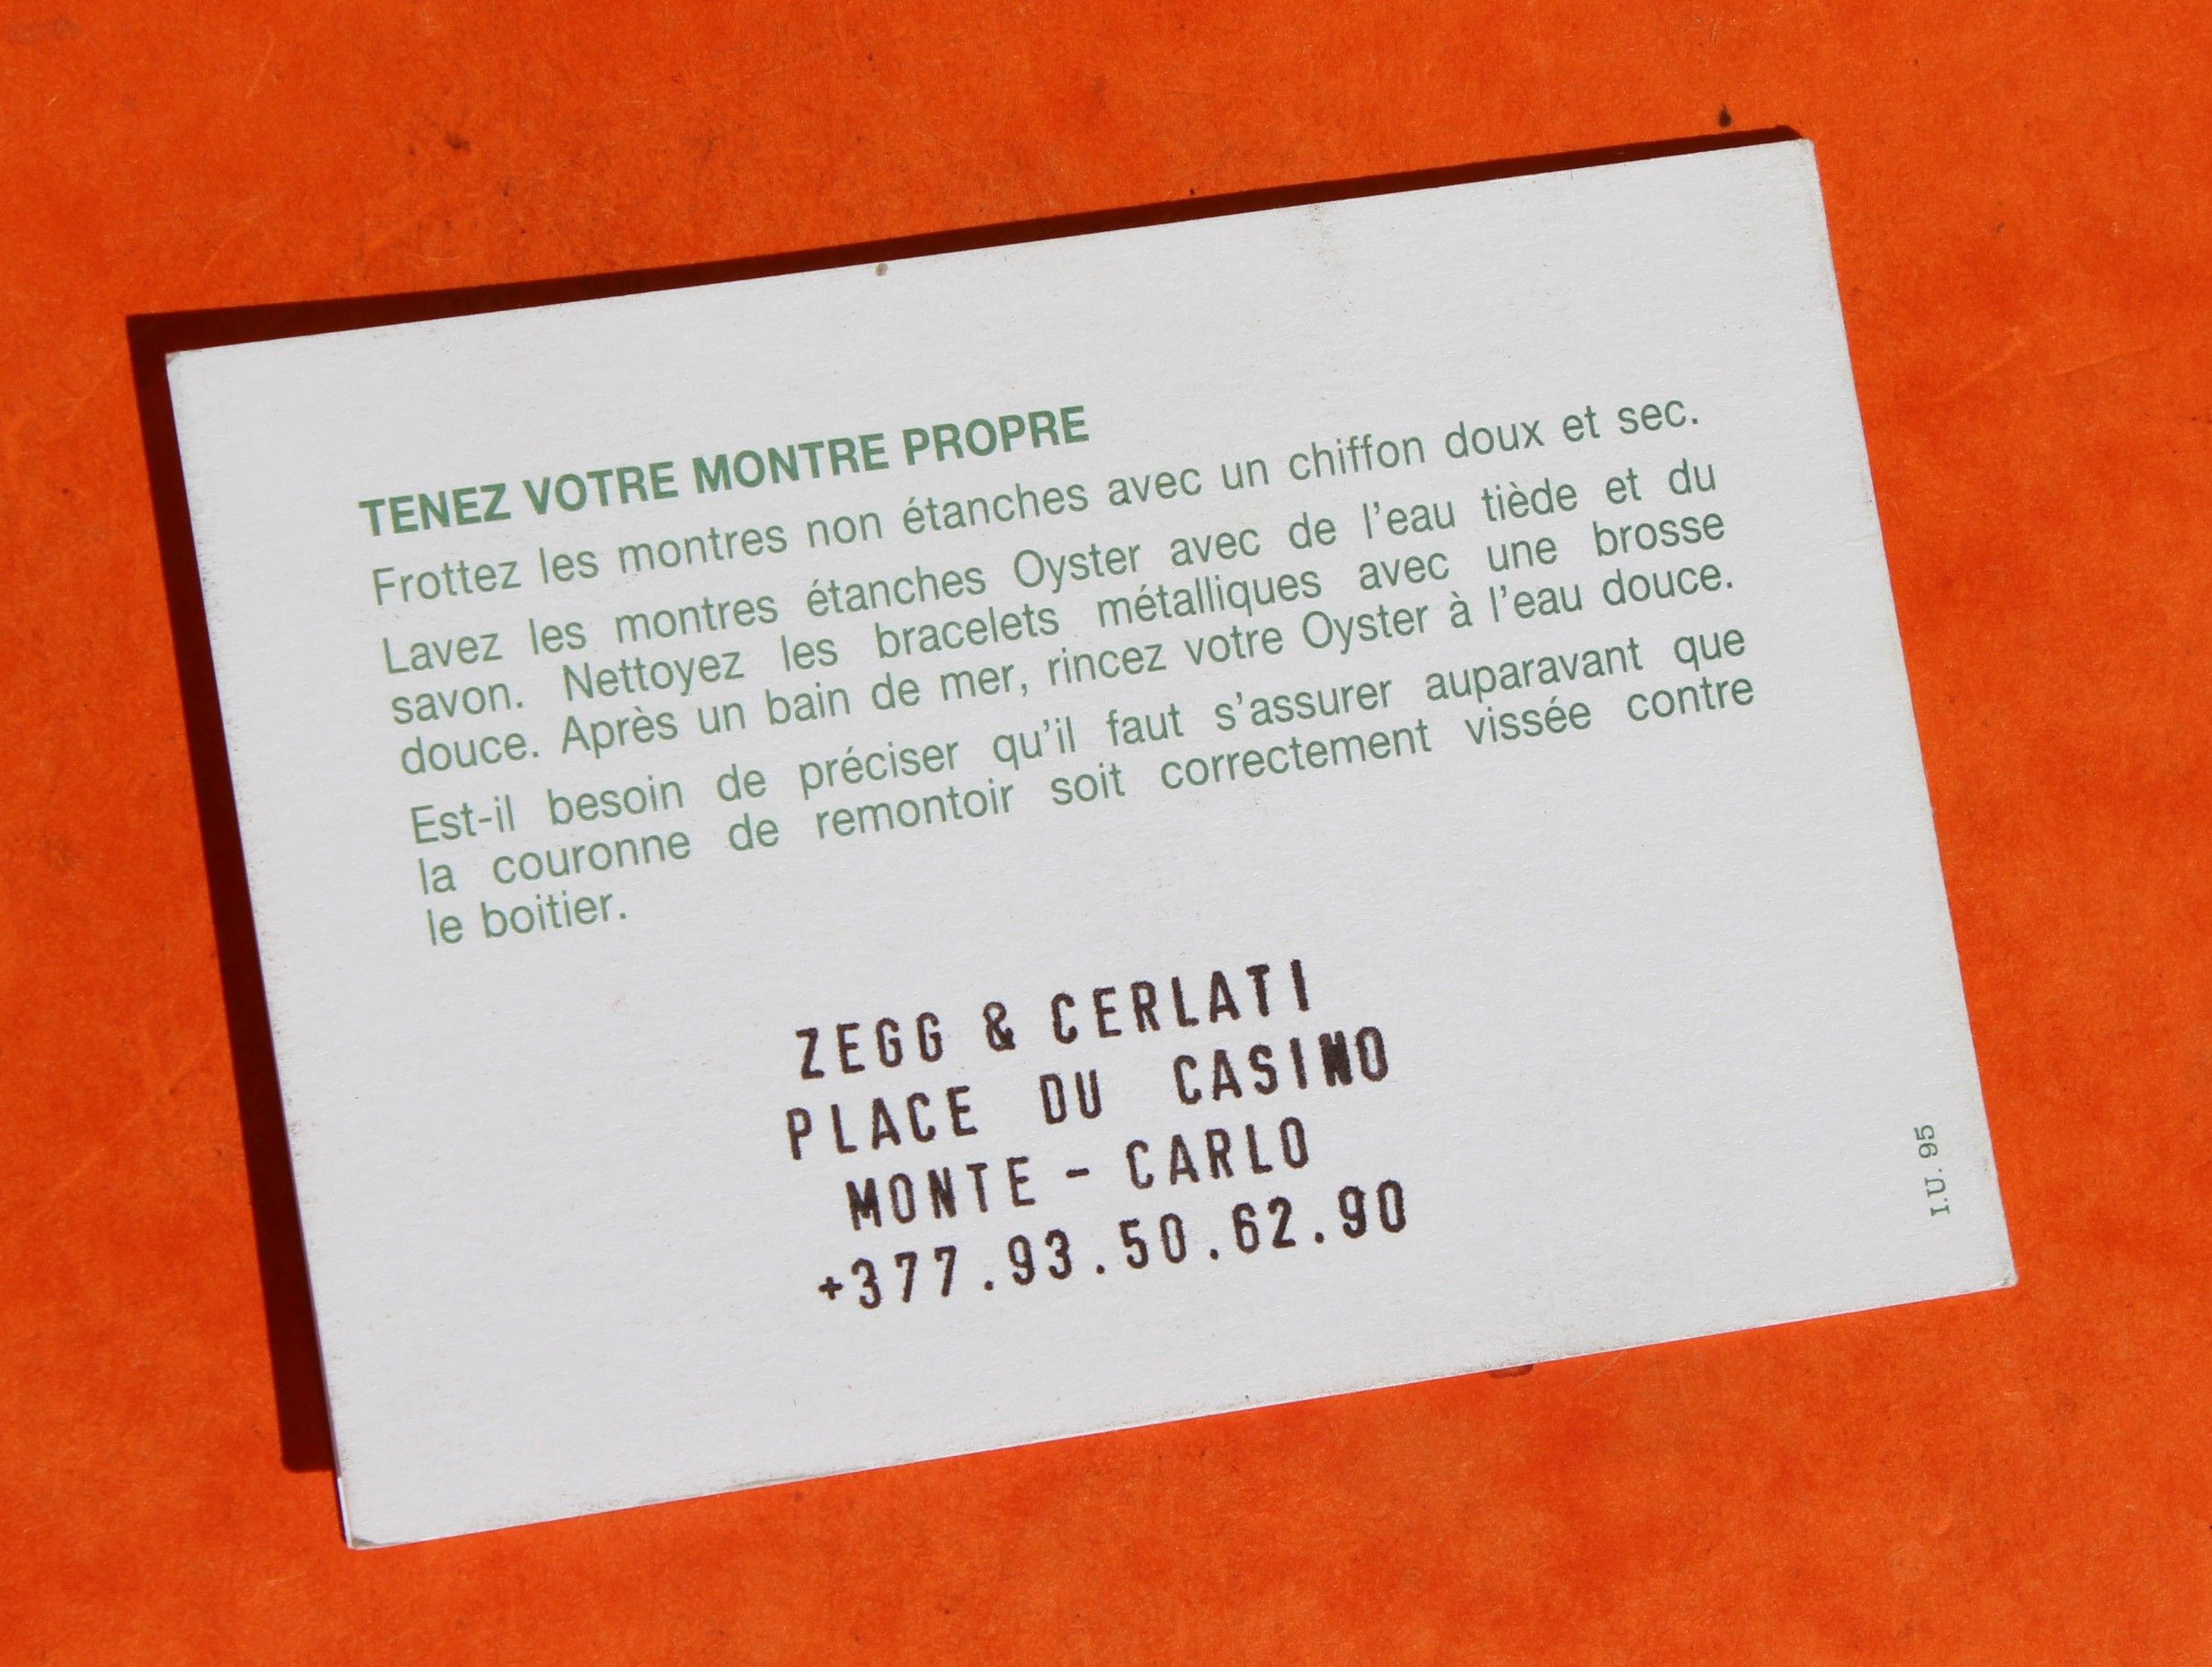 TENEZ VOTRE MONTRE PROPRE
Frottez les montres non étanches avec un chiffon doux et sec.
Lavez les montres étanches Oyster avec de l'eau tiède et du
savon. Nettoyez les bracelets métalliques avec une brosse
douce. Après un bain de mer, rincez votre Oyster à l'eau douce.
Est-il besoin de préciser qu'il faut s'assurer auparavant que
la couronne de remontoir soit correctement vissée contre
le boitier.
ZEGG & CERLATI
PLACE DU CASINO
MONTE - CARLO
+377.93.50.62.90
I.U. 95